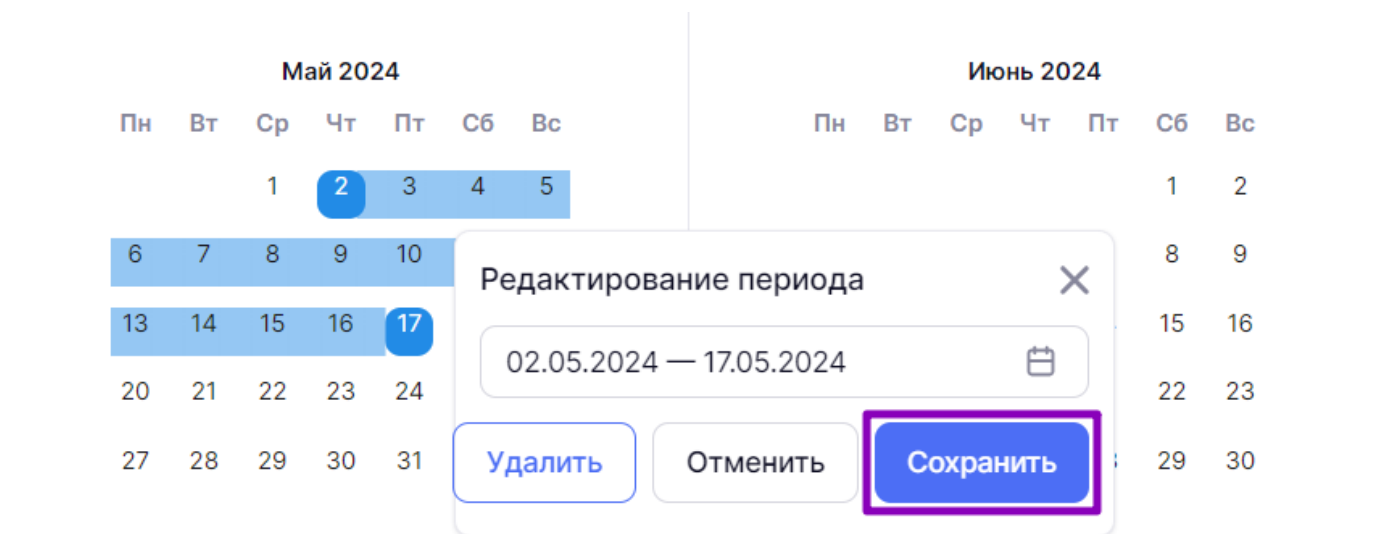 Май 2024
Пн Вт Ср Чт Пт Сб Вс
1 2 3 4 5
6 7 8 9 10
13 14 15 16 17
20 21 22 23 24
27 28 29 30 31
Июнь 2024
Пн Вт Ср Чт Пт Сб Вс
1 2
8 9
15 16
22 23
29 30
Редактирование периода
02.05.2024 — 17.05.2024
Удалить Отменить Сохранить